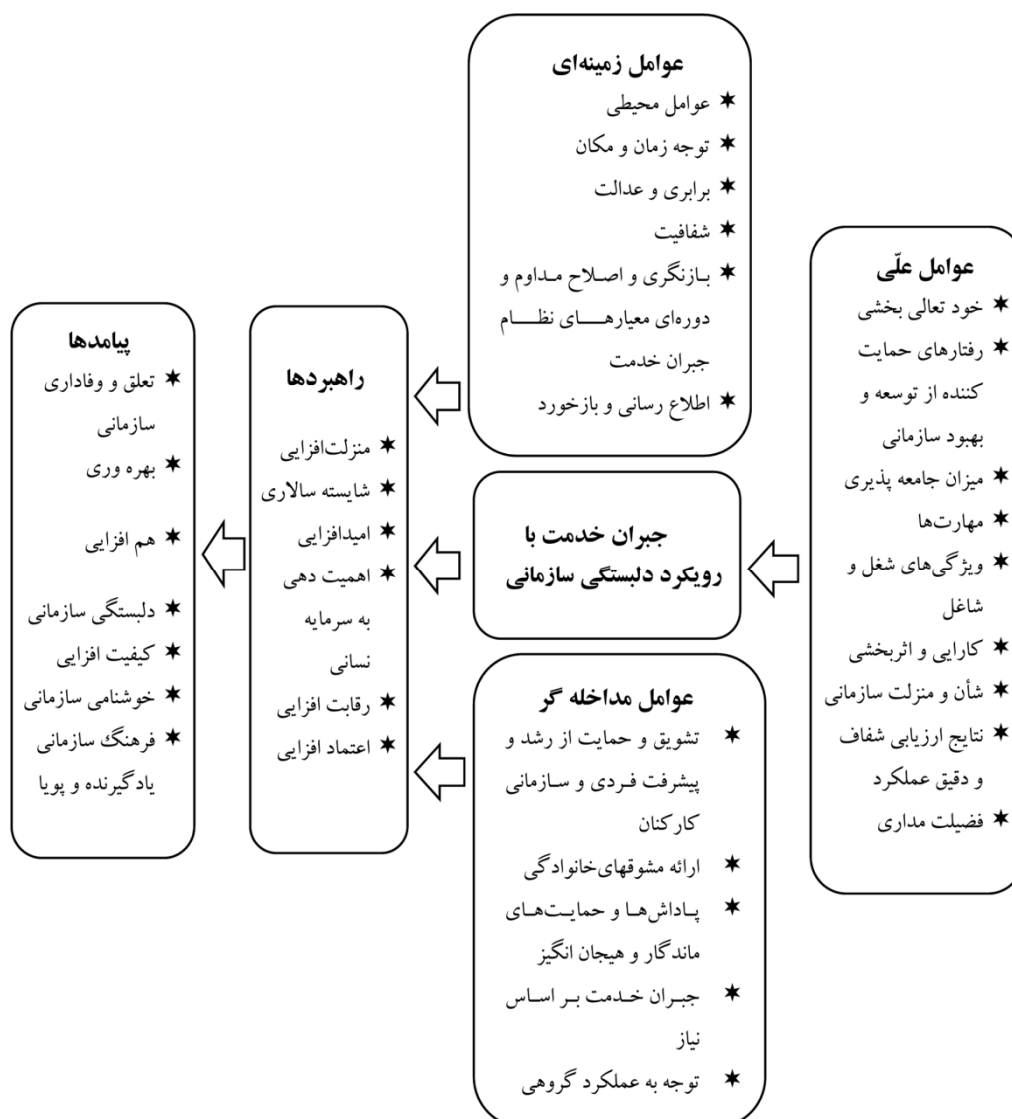 عوامل زمینه‌ای
✶ عوامل محیطی
✶ توجه زمان و مکان
✶ برابری و عدالت
✶ شفافیت
✶ بازنگری و اصلاح مداوم و
دوره‌ای معیارهای نظام
جبران خدمت
✶ اطلاع رسانی و بازخورد
عوامل علّی
✶ خود تعالی بخشی
✶ رفتارهای حمایت
کننده از توسعه و
بهبود سازمانی
✶ میزان جامعه پذیری
✶ مهارت‌ها
✶ ویژگی‌های شغل و
شاغل
✶ کارایی و اثربخشی
✶ شأن و منزلت سازمانی
✶ نتایج ارزیابی شفاف
و دقیق عملکرد
✶ فضیلت مداری
جبران خدمت با
رویکرد دلبستگی سازمانی
عوامل مداخله گر
✶ تشویق و حمایت از رشد و
پیشرفت فردی و سازمانی
کارکنان
✶ ارائه مشوقهای‌خانوادگی
✶ پاداش‌ها و حمایت‌های
ماندگار و هیجان انگیز
✶ جبران خدمت بر اساس
نیاز
✶ توجه به عملکرد گروهی
راهبردها
✶ منزلت‌افزایی
✶ شایسته سالاری
✶ امیدافزایی
✶ اهمیت دهی
به سرمایه
نسانی
✶ رقابت افزایی
✶ اعتماد افزایی
پیامدها
✶ تعلق و وفاداری
سازمانی
✶ بهره وری
✶ هم افزایی
✶ دلبستگی سازمانی
✶ کیفیت افزایی
✶ خوشنامی سازمانی
✶ فرهنگ سازمانی
یادگیرنده و پویا